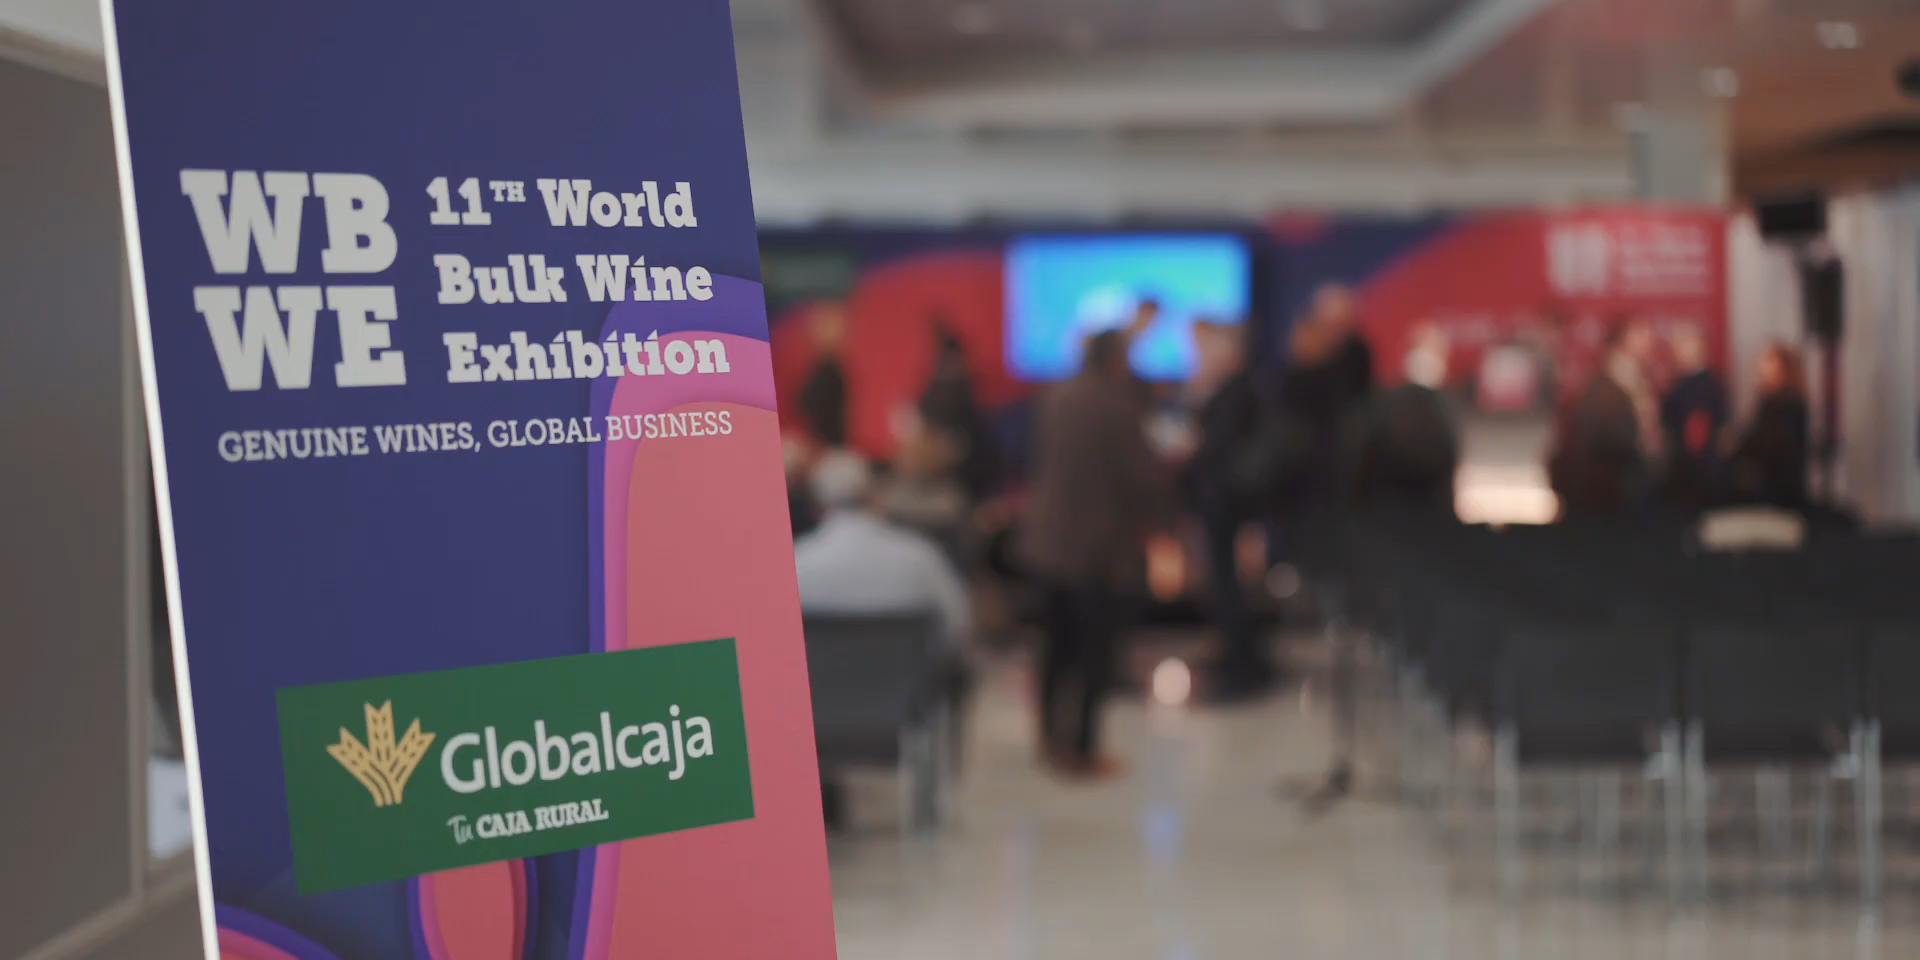 WB
WE
11TH World
Bulk Wine
Exhibition
GENUINE WINES, GLOBAL BUSINESS
Globalcaja
Tu CAJA RURAL